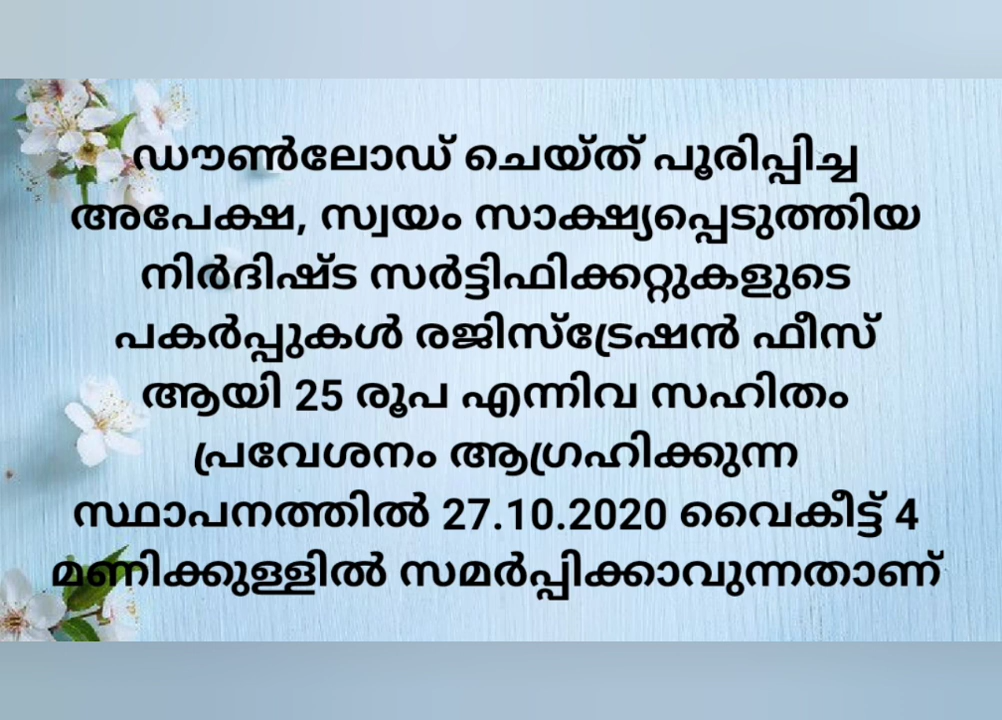 ഡൗൺലോഡ് ചെയ്ത് പൂരിപ്പിച്ച
അപേക്ഷ, സ്വയം സാക്ഷ്യപ്പെടുത്തിയ
നിർദിഷ്ട സർട്ടിഫിക്കറ്റുകളുടെ
പകർപ്പുകൾ രജിസ്ട്രേഷൻ ഫീസ്
ആയി 25 രൂപ എന്നിവ സഹിതം
പ്രവേശനം ആഗ്രഹിക്കുന്ന
സ്ഥാപനത്തിൽ 27.10.2020 വൈകീട്ട് 4
മണിക്കുള്ളിൽ സമർപ്പിക്കാവുന്നതാണ്